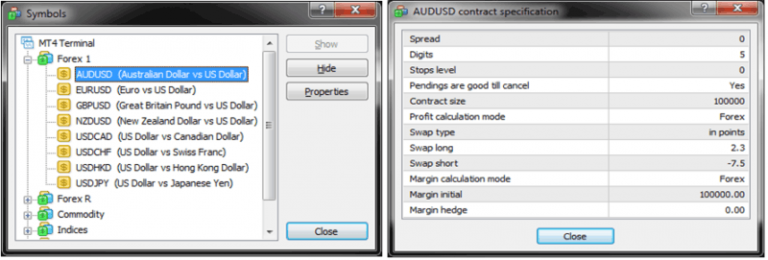 Symbols
MT4 Terminal
Forex 1
AUDUSD (Australian Dollar vs US Dollar)
EURUSD (Euro vs US Dollar)
GBPUSD (Great Britain Pound vs US Dollar)
NZDUSD (New Zealand Dollar vs US Dollar)
USDCAD (US Dollar vs Canadian Dollar)
USDCHF (US Dollar vs Swiss Franc)
USDHKD (US Dollar vs Hong Kong Dollar)
USDJPY (US Dollar vs Japanese Yen)
Forex R
Commodity
Indices
Show
Hide
Properties
Close
AUDUSD contract specification
Spread 0
Digits 5
Stops level 0
Pendings are good till cancel Yes
Contract size 100000
Profit calculation mode Forex
Swap type in points
Swap long 2.3
Swap short -7.5
Margin calculation mode Forex
Margin initial 100000.00
Margin hedge 0.00
Close